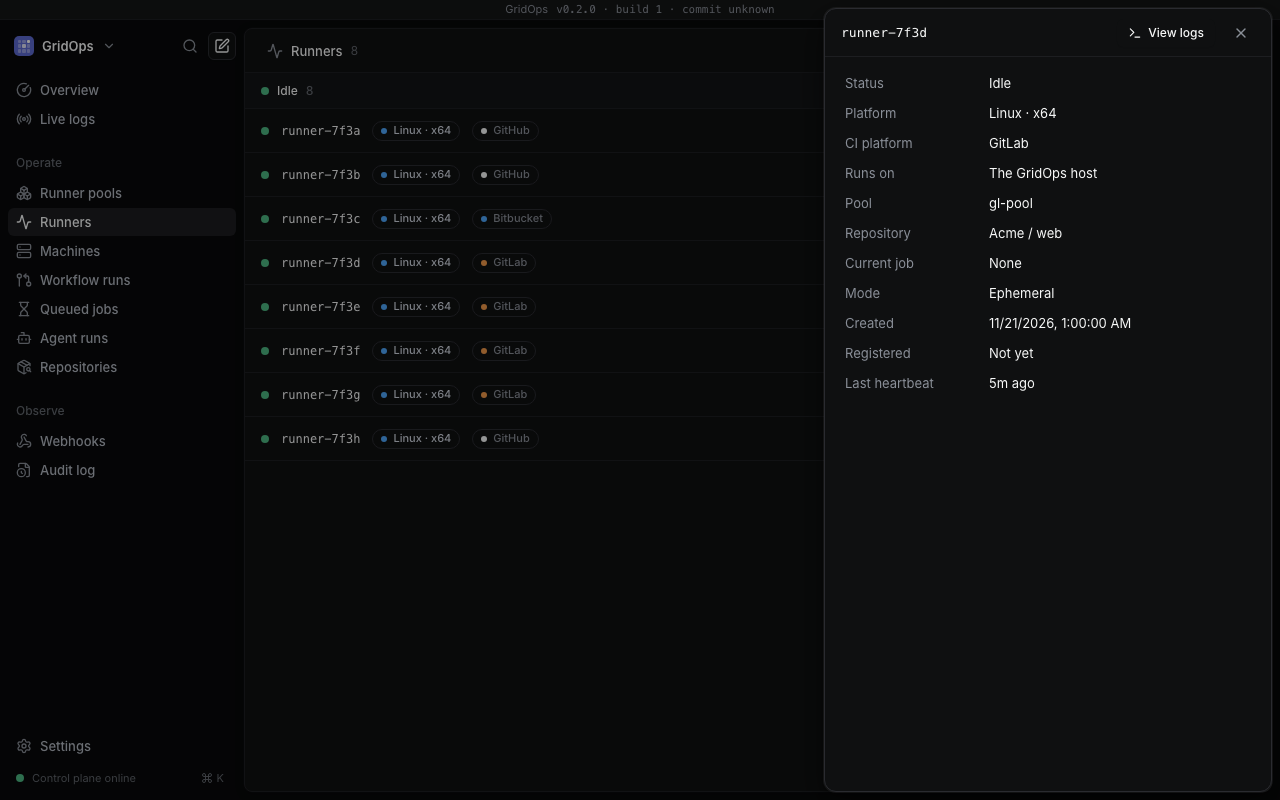 GridOps v0.2.0 · build 1 · commit unknown
GridOps
Overview
Live logs
Operate
Runner pools
Runners
Machines
Workflow runs
Queued jobs
Agent runs
Repositories
Observe
Webhooks
Audit log
Settings
Control plane online ⌘ K
Runners 8
Idle 8
runner-7f3a Linux · x64 GitHub
runner-7f3b Linux · x64 GitHub
runner-7f3c Linux · x64 Bitbucket
runner-7f3d Linux · x64 GitLab
runner-7f3e Linux · x64 GitLab
runner-7f3f Linux · x64 GitLab
runner-7f3g Linux · x64 GitLab
runner-7f3h Linux · x64 GitHub
runner-7f3d View logs
Status Idle
Platform Linux · x64
CI platform GitLab
Runs on The GridOps host
Pool gl-pool
Repository Acme / web
Current job None
Mode Ephemeral
Created 11/21/2026, 1:00:00 AM
Registered Not yet
Last heartbeat 5m ago